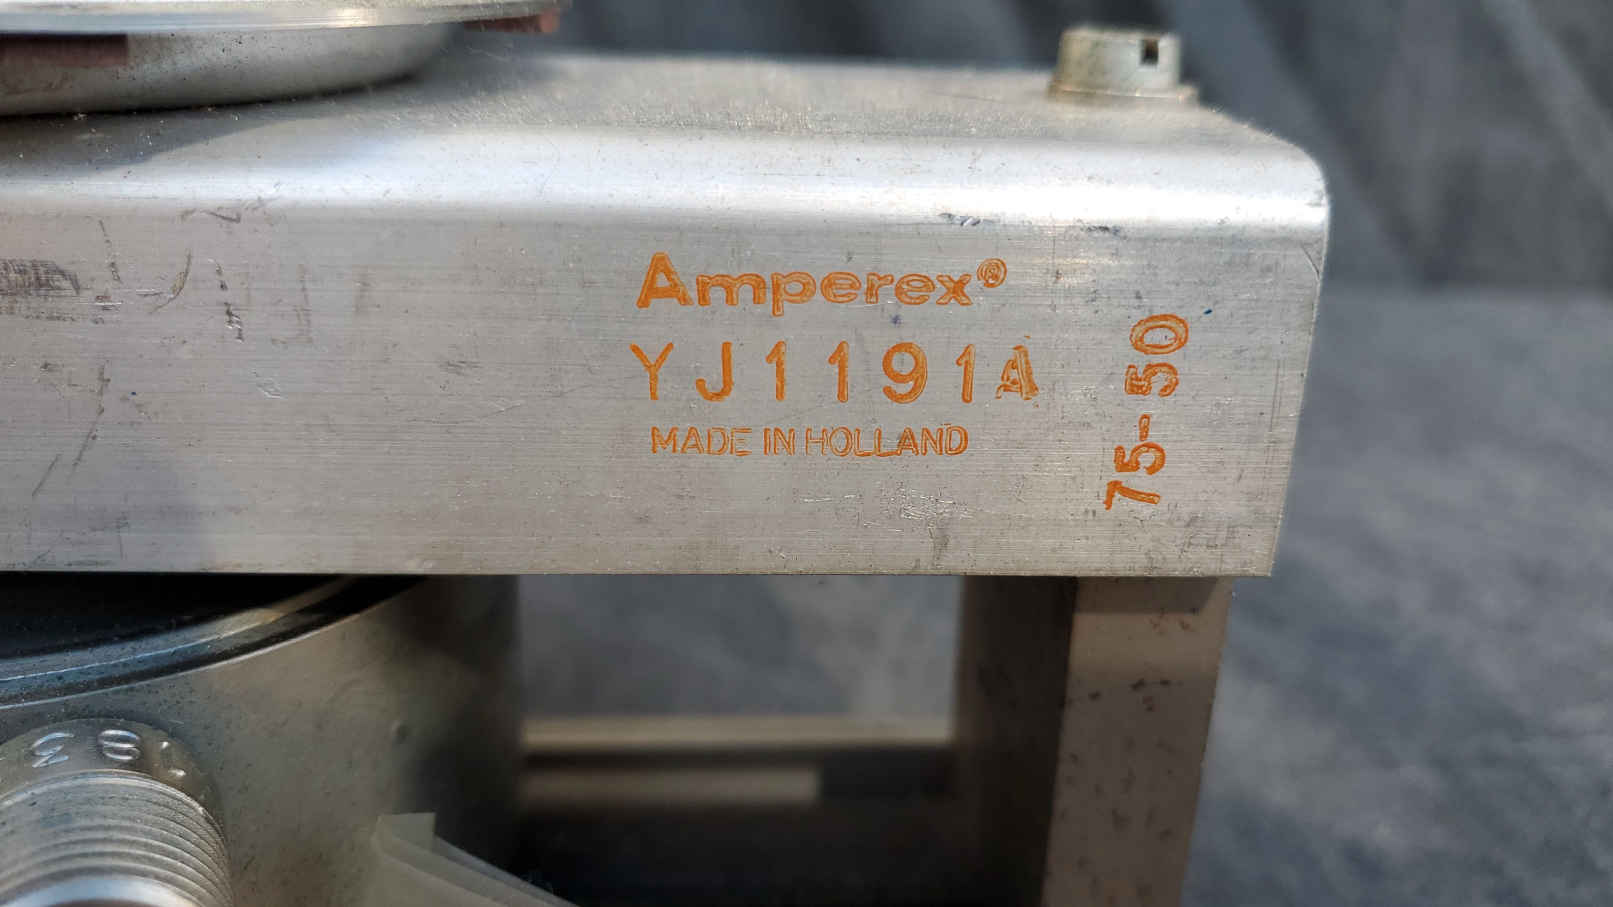 Amperex®
YJ1191A
MADE IN HOLLAND
75-50